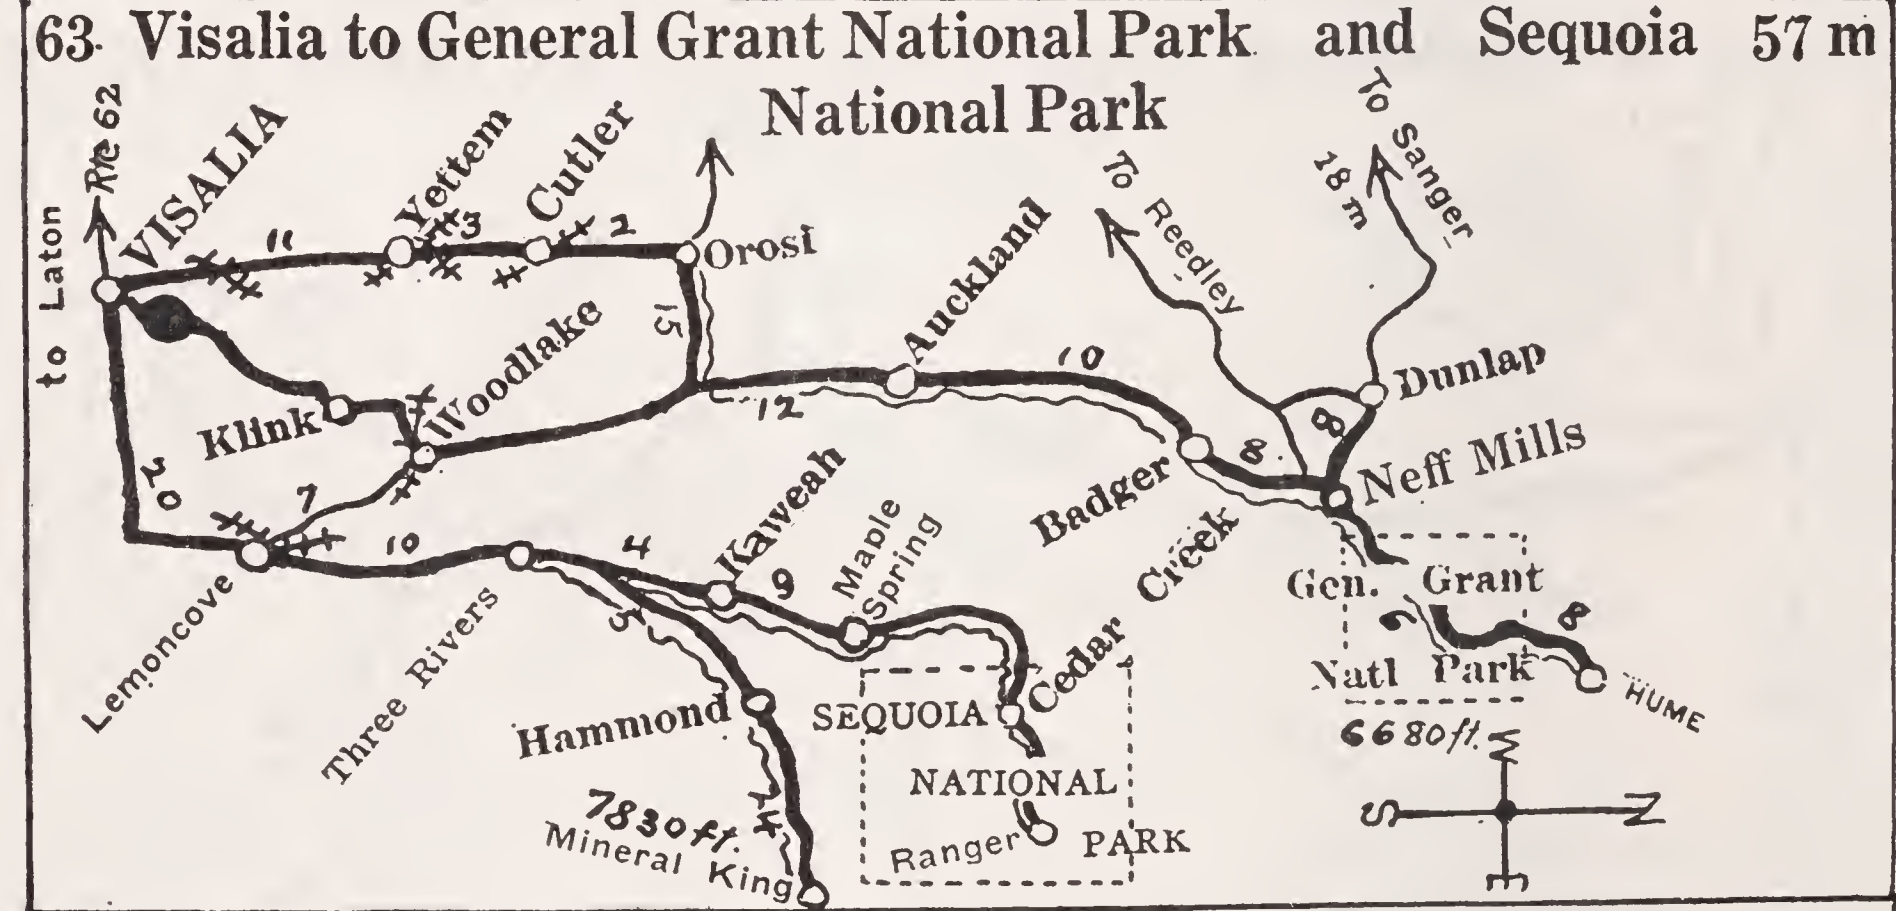 63. Visalia to General Grant National Park and Sequoia 57 m
National Park
to Laton
Rte 62
VISALIA
11
Yettem
3
Cutler
2
Orosi
15
To Reedley
To Sanger
18 m
Auckland
10
12
Woodlake
Klink
Dunlap
8
Neff Mills
8
Badger
20
7
Lemoncove
10
Three Rivers
4
Kaweah
9
Maple
Spring
Cedar Creek
5
Hammond
SEQUOIA
NATIONAL
PARK
Ranger
24
7830 ft.
Mineral King
Gen. Grant
6
8
Natl Park
HUME
6680 ft.
W
S
N
E